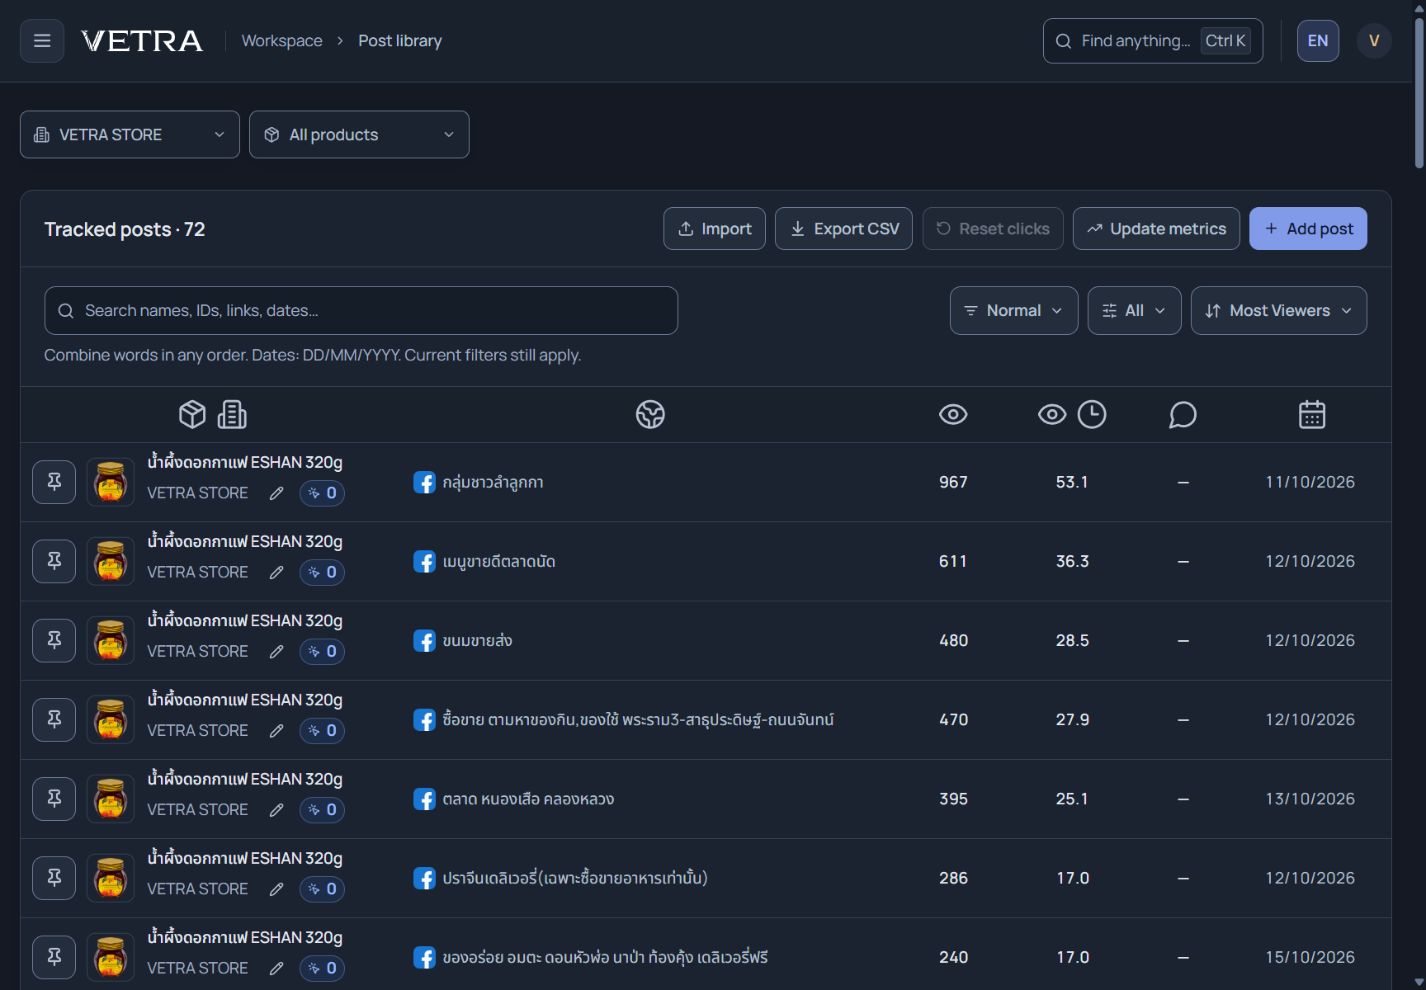 VETRA
Workspace > Post library
Find anything... Ctrl K
EN
V
VETRA STORE
All products
Tracked posts · 72
Import
Export CSV
Reset clicks
Update metrics
+ Add post
Search names, IDs, links, dates...
Normal
All
Most Viewers
Combine words in any order. Dates: DD/MM/YYYY. Current filters still apply.
น้ำผึ้งดอกกาแฟ ESHAN 320g
VETRA STORE 0
กลุ่มชาวลำลูกกา 967 53.1 — 11/10/2026
น้ำผึ้งดอกกาแฟ ESHAN 320g
VETRA STORE 0
เมนูขายดีตลาดนัด 611 36.3 — 12/10/2026
น้ำผึ้งดอกกาแฟ ESHAN 320g
VETRA STORE 0
ขนมขายส่ง 480 28.5 — 12/10/2026
น้ำผึ้งดอกกาแฟ ESHAN 320g
VETRA STORE 0
ซื้อขาย ตามหาของกิน,ของใช้ พระราม3-สาธุประดิษฐ์-ถนนจันทน์ 470 27.9 — 12/10/2026
น้ำผึ้งดอกกาแฟ ESHAN 320g
VETRA STORE 0
ตลาด หนองเสือ คลองหลวง 395 25.1 — 13/10/2026
น้ำผึ้งดอกกาแฟ ESHAN 320g
VETRA STORE 0
ปราจีนเดลิเวอรี่(เฉพาะซื้อขายอาหารเท่านั้น) 286 17.0 — 12/10/2026
น้ำผึ้งดอกกาแฟ ESHAN 320g
VETRA STORE 0
ของอร่อย อมตะ ดอนหัวฬ่อ นาป่า ท้องคุ้ง เดลิเวอรี่ฟรี 240 17.0 — 15/10/2026